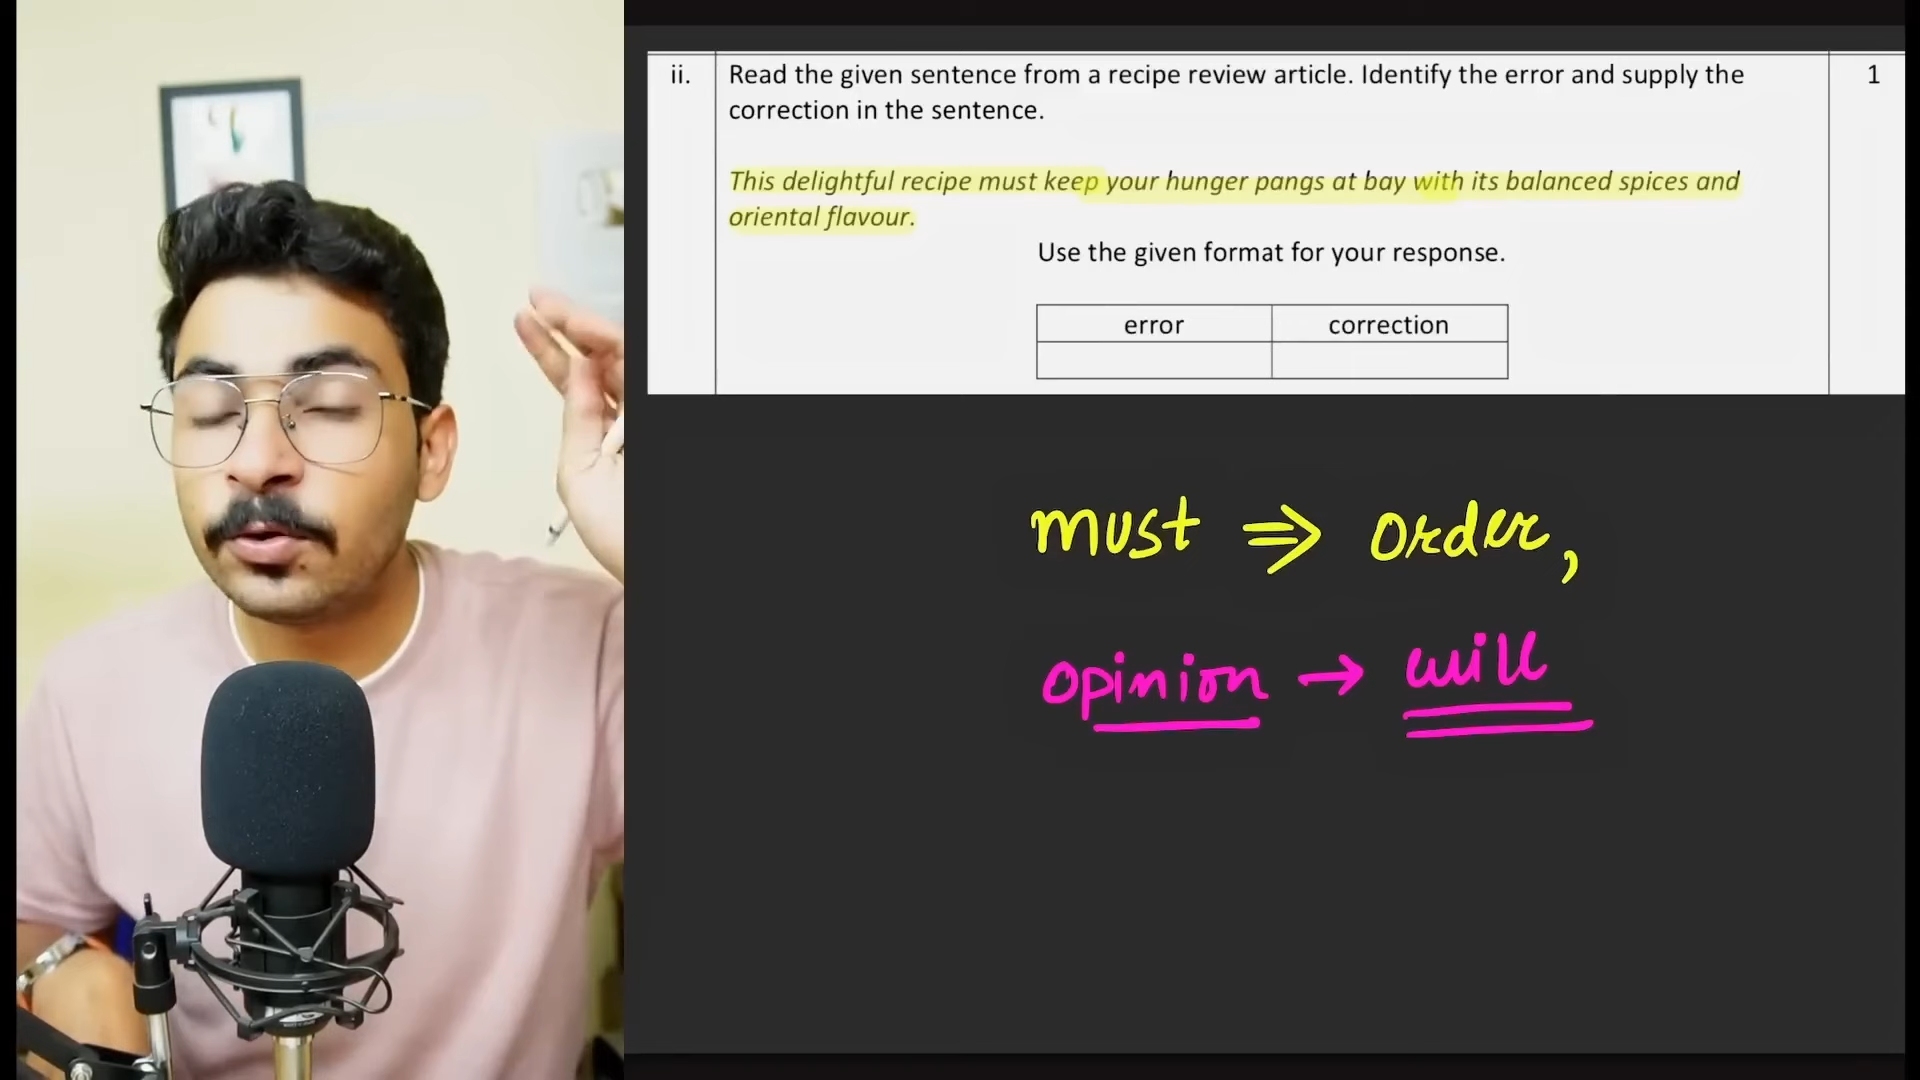 ii. Read the given sentence from a recipe review article. Identify the error and supply the 1
correction in the sentence.
This delightful recipe must keep your hunger pangs at bay with its balanced spices and
oriental flavour.
Use the given format for your response.
error correction
must ⇒ order,
opinion → will